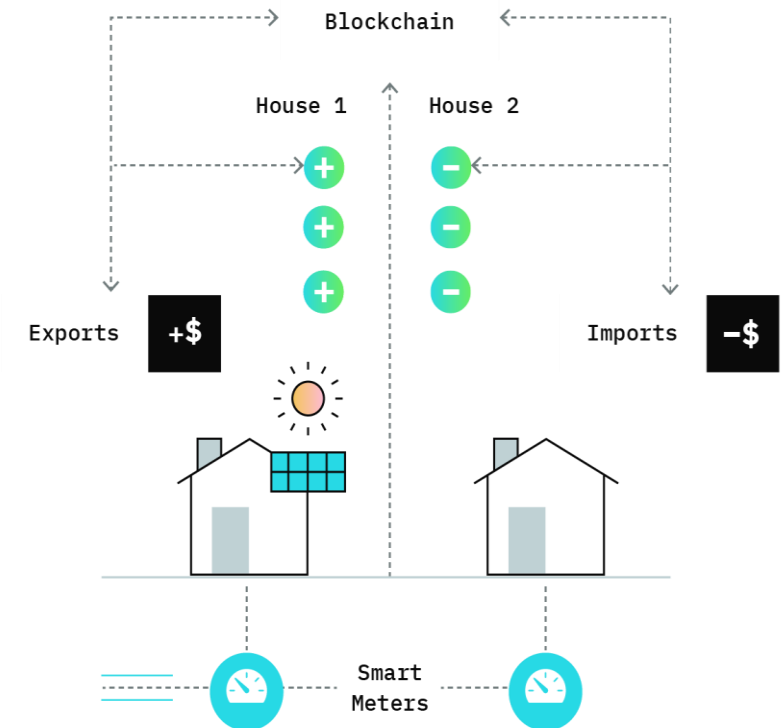 Blockchain
House 1
House 2
+
−
+
−
+
−
Exports
+$
Imports
−$
Smart
Meters